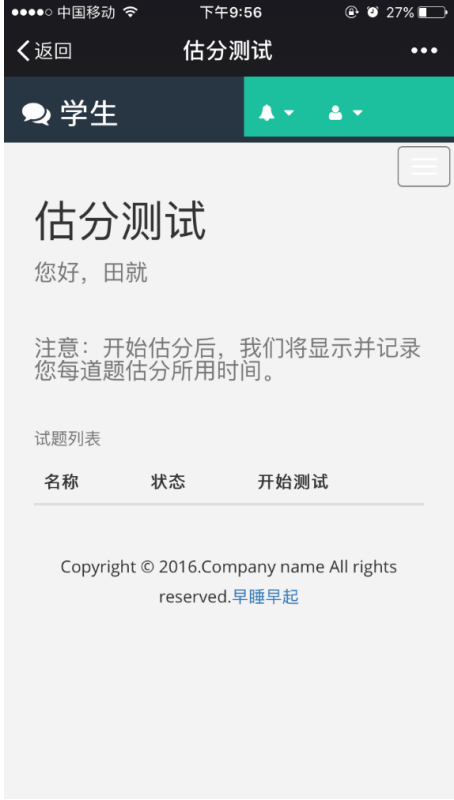 中国移动 下午9:56 27%
返回 估分测试
学生
估分测试
您好，田就
注意：开始估分后，我们将显示并记录
您每道题估分所用时间。
试题列表
名称 状态 开始测试
Copyright © 2016.Company name All rights
reserved.早睡早起